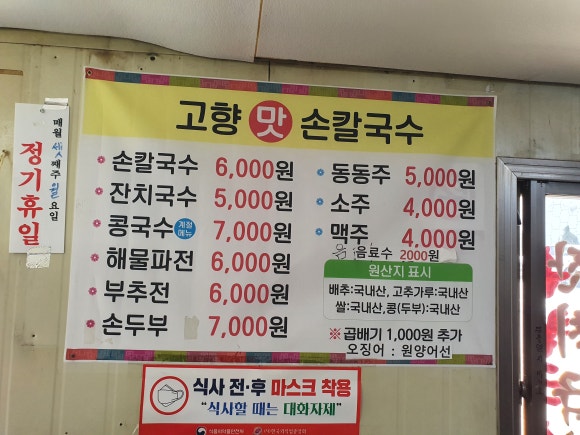 고향 맛 손칼국수
손칼국수 6,000원
잔치국수 5,000원
콩국수 계절메뉴 7,000원
해물파전 6,000원
부추전 6,000원
손두부 7,000원
동동주 5,000원
소주 4,000원
맥주 4,000원
음료수 2000원
원산지 표시
배추:국내산, 고추가루:국내산
쌀:국내산,콩(두부):국내산
※곱배기 1,000원 추가
오징어 : 원양어선
매월 셋째주 월요일
정기휴일
식사 전·후 마스크 착용
"식사할 때는 대화자제"
식품의약품안전처